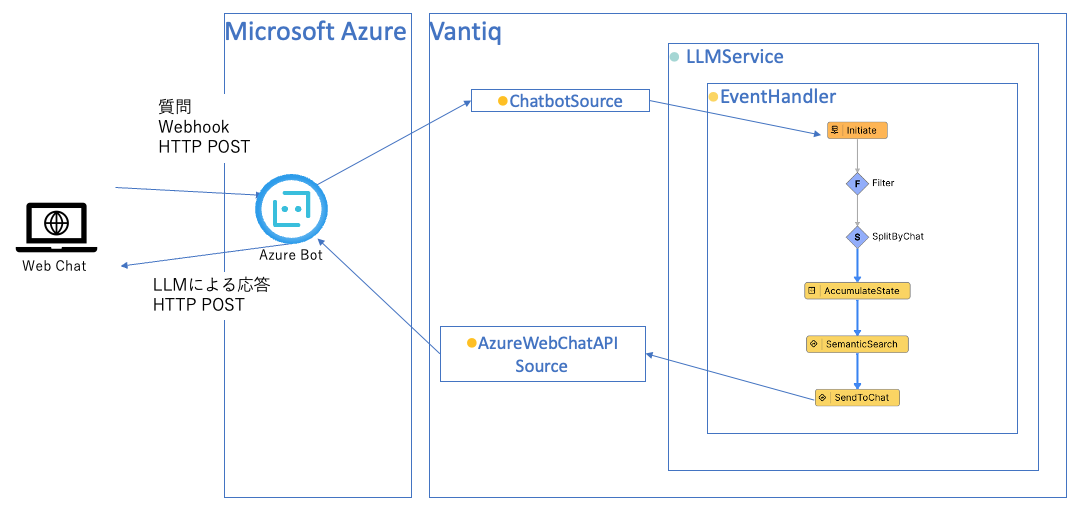 Microsoft Azure
Vantiq
LLMService
EventHandler
質問
Webhook
HTTP POST
ChatbotSource
Initiate
F
Filter
S
SplitByChat
Azure Bot
Web Chat
LLMによる応答
HTTP POST
AccumulateState
AzureWebChatAPI
Source
SemanticSearch
SendToChat